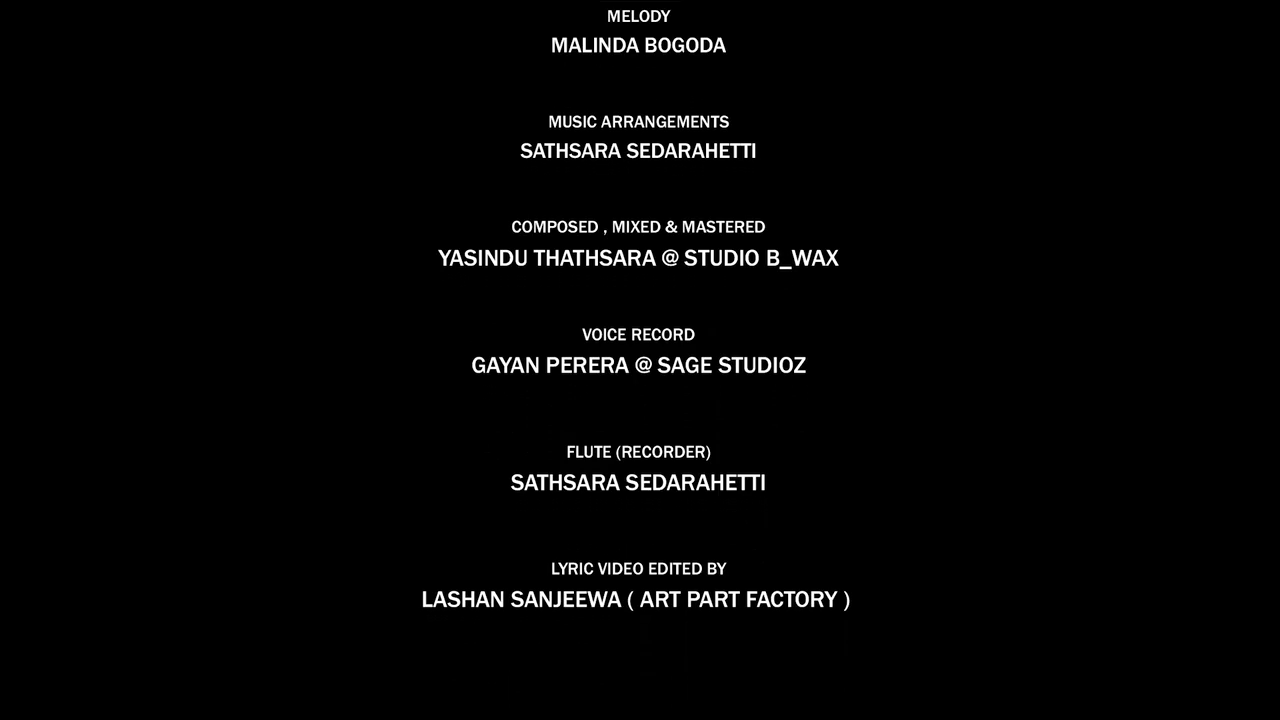 MELODY
MALINDA BOGODA
MUSIC ARRANGEMENTS
SATHSARA SEDARAHETTI
COMPOSED , MIXED & MASTERED
YASINDU THATHSARA @ STUDIO B_WAX
VOICE RECORD
GAYAN PERERA @ SAGE STUDIOZ
FLUTE (RECORDER)
SATHSARA SEDARAHETTI
LYRIC VIDEO EDITED BY
LASHAN SANJEEWA ( ART PART FACTORY )